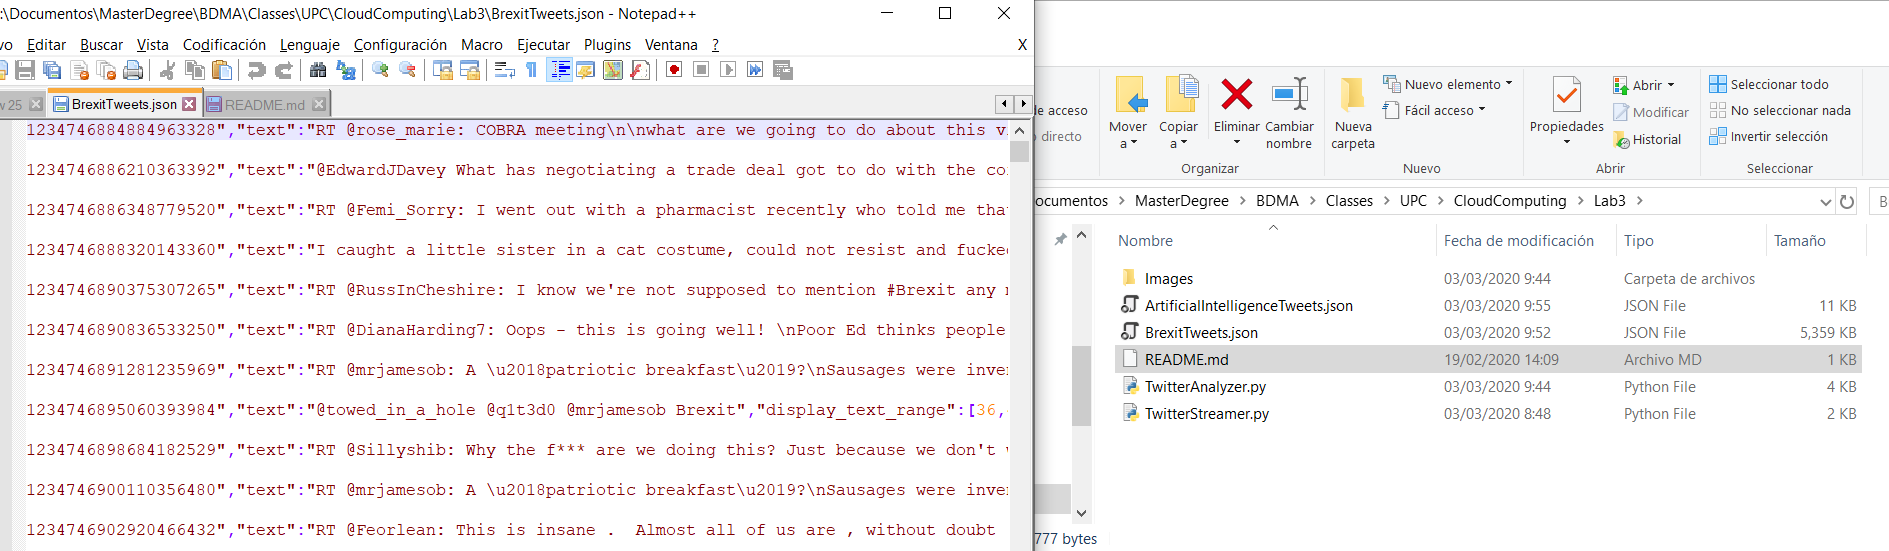 :\Documentos\MasterDegree\BDMA\Classes\UPC\CloudComputing\Lab3\BrexitTweets.json - Notepad++
vo Editar Buscar Vista Codificación Lenguaje Configuración Macro Ejecutar Plugins Ventana ? X
w 25 BrexitTweets.json README.md
1234746884884963328","text":"RT @rose_marie: COBRA meeting\n\nwhat are we going to do about this v
1234746886210363392","text":"@EdwardJDavey What has negotiating a trade deal got to do with the co
1234746886348779520","text":"RT @Femi_Sorry: I went out with a pharmacist recently who told me tha
1234746888320143360","text":"I caught a little sister in a cat costume, could not resist and fucke
1234746890375307265","text":"RT @RussInCheshire: I know we're not supposed to mention #Brexit any m
1234746890836533250","text":"RT @DianaHarding7: Oops - this is going well! \nPoor Ed thinks people
1234746891281235969","text":"RT @mrjamesob: A \u2018patriotic breakfast\u2019?\nSausages were inve
1234746895060393984","text":"@towed_in_a_hole @q1t3d0 @mrjamesob Brexit","display_text_range":[36,
1234746898684182529","text":"RT @Sillyshib: Why the f*** are we doing this? Just because we don't w
1234746900110356480","text":"RT @mrjamesob: A \u2018patriotic breakfast\u2019?\nSausages were inve
1234746902920466432","text":"RT @Feorlean: This is insane .  Almost all of us are , without doubt
de acceso
directo
Mover a
Copiar a
Eliminar
Cambiar nombre
Organizar
Nueva carpeta
Nuevo elemento
Fácil acceso
Nuevo
Propiedades
Abrir
Modificar
Historial
Abrir
Seleccionar todo
No seleccionar nada
Invertir selección
Seleccionar
ocumentos > MasterDegree > BDMA > Classes > UPC > CloudComputing > Lab3 > B
Nombre Fecha de modificación Tipo Tamaño
Images 03/03/2020 9:44 Carpeta de archivos
ArtificialIntelligenceTweets.json 03/03/2020 9:55 JSON File 11 KB
BrexitTweets.json 03/03/2020 9:52 JSON File 5,359 KB
README.md 19/02/2020 14:09 Archivo MD 1 KB
TwitterAnalyzer.py 03/03/2020 9:44 Python File 4 KB
TwitterStreamer.py 03/03/2020 8:48 Python File 2 KB
777 bytes